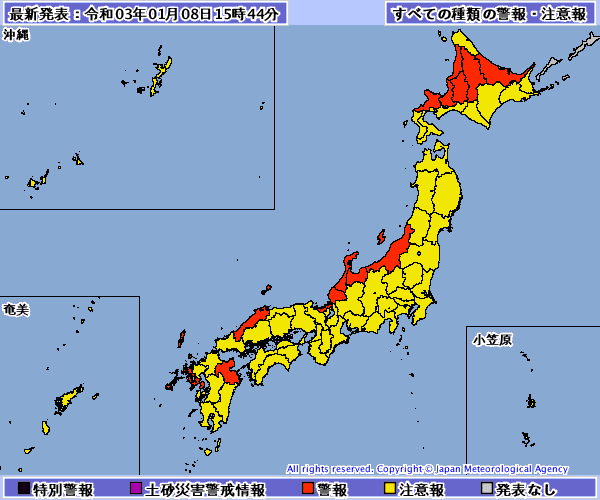 最新発表：令和03年01月08日15時44分
すべての種類の警報・注意報
沖縄
奄美
小笠原
All rights reserved. Copyright © Japan Meteorological Agency
特別警報
土砂災害警戒情報
警報
注意報
発表なし